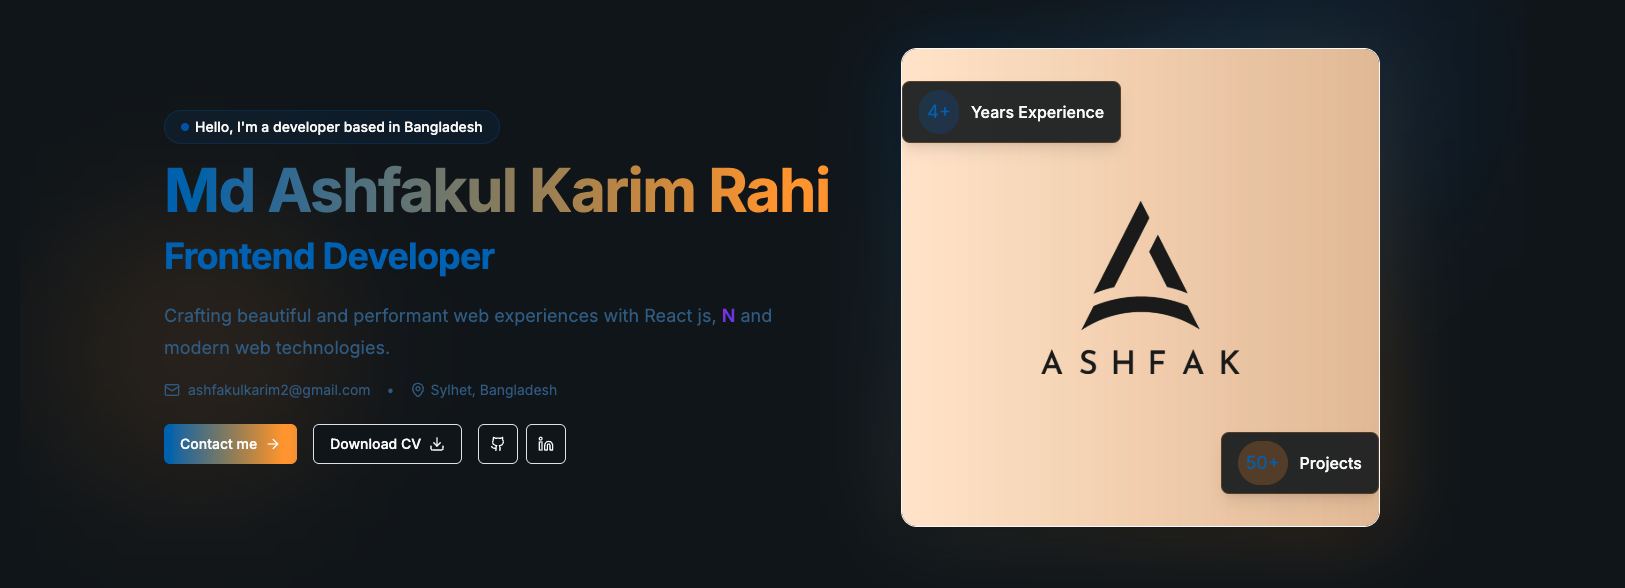 Hello, I'm a developer based in Bangladesh
Md Ashfakul Karim Rahi
Frontend Developer
Crafting beautiful and performant web experiences with React js, N and
modern web technologies.
ashfakulkarim2@gmail.com • Sylhet, Bangladesh
Contact me
Download CV
in
4+ Years Experience
ASHFAK
50+ Projects